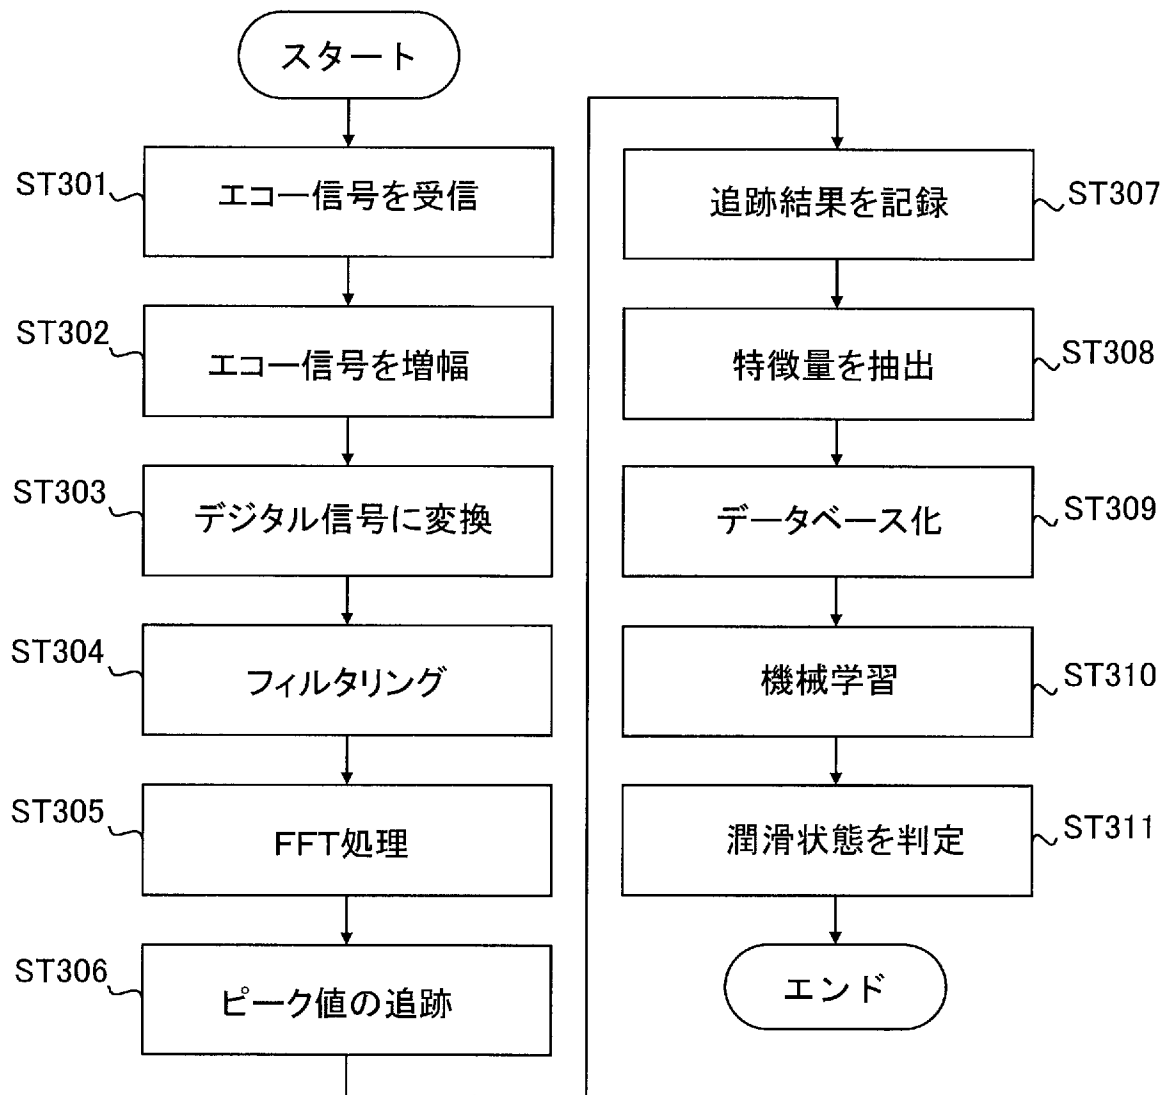 スタート
ST301
エコー信号を受信
ST302
エコー信号を増幅
ST303
デジタル信号に変換
ST304
フィルタリング
ST305
FFT処理
ST306
ピーク値の追跡
追跡結果を記録
ST307
特徴量を抽出
ST308
データベース化
ST309
機械学習
ST310
潤滑状態を判定
ST311
エンド